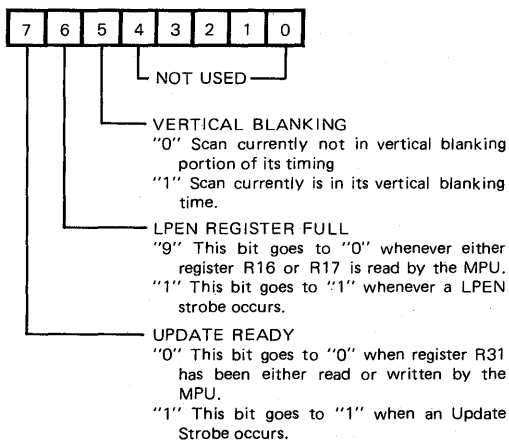 7 6 5 4 3 2 1 0
NOT USED
VERTICAL BLANKING
"0" Scan currently not in vertical blanking
portion of its timing
"1" Scan currently is in its vertical blanking
time.
LPEN REGISTER FULL
"9" This bit goes to "0" whenever either
register R16 or R17 is read by the MPU.
"1" This bit goes to "1" whenever a LPEN
strobe occurs.
UPDATE READY
"0" This bit goes to "0" when register R31
has been either read or written by the
MPU.
"1" This bit goes to "1" when an Update
Strobe occurs.